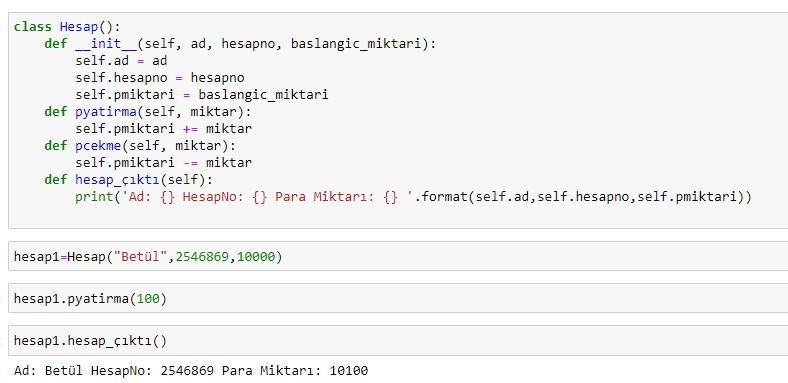 class Hesap():
    def __init__(self, ad, hesapno, baslangic_miktari):
        self.ad = ad
        self.hesapno = hesapno
        self.pmiktari = baslangic_miktari
    def pyatirma(self, miktar):
        self.pmiktari += miktar
    def pcekme(self, miktar):
        self.pmiktari -= miktar
    def hesap_çıktı(self):
        print('Ad: {} HesapNo: {} Para Miktarı: {} '.format(self.ad,self.hesapno,self.pmiktari))
hesap1=Hesap("Betül",2546869,10000)
hesap1.pyatirma(100)
hesap1.hesap_çıktı()
Ad: Betül HesapNo: 2546869 Para Miktarı: 10100